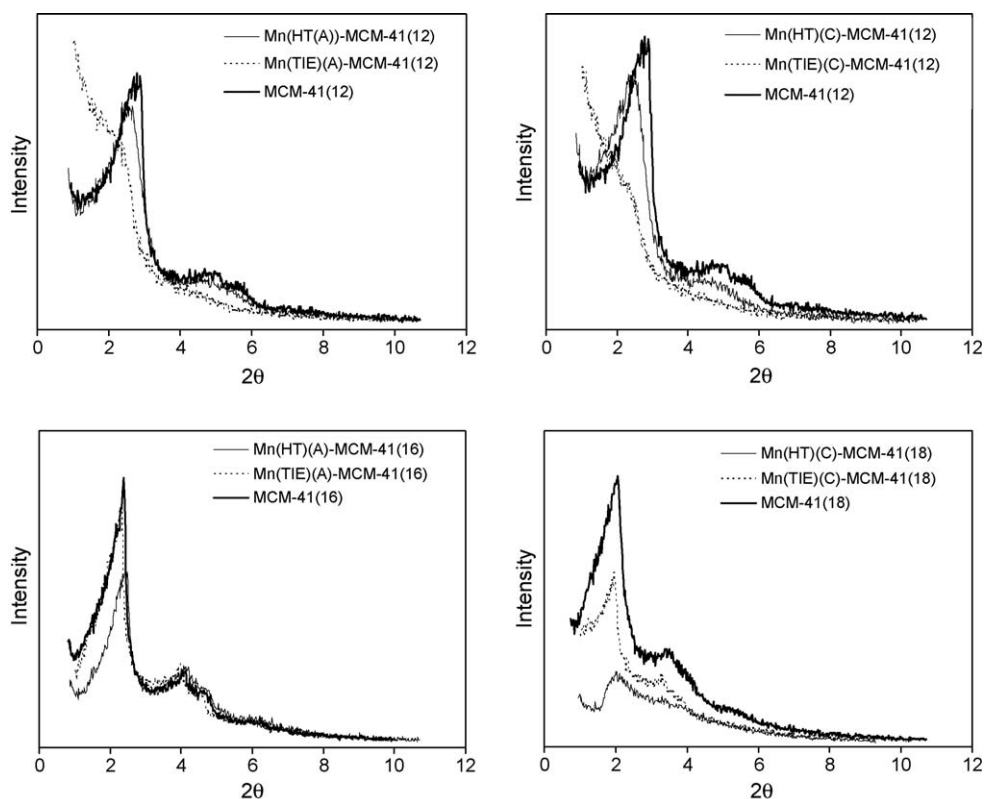 Mn(HT(A))-MCM-41(12)
Mn(TIE)(A)-MCM-41(12)
MCM-41(12)
Intensity
0 2 4 6 8 10 12
2θ
Mn(HT)(C)-MCM-41(12)
Mn(TIE)(C)-MCM-41(12)
MCM-41(12)
Intensity
0 2 4 6 8 10 12
2θ
Mn(HT)(A)-MCM-41(16)
Mn(TIE)(A)-MCM-41(16)
MCM-41(16)
Intensity
0 2 4 6 8 10 12
2θ
Mn(HT)(C)-MCM-41(18)
Mn(TIE)(C)-MCM-41(18)
MCM-41(18)
Intensity
0 2 4 6 8 10 12
2θ